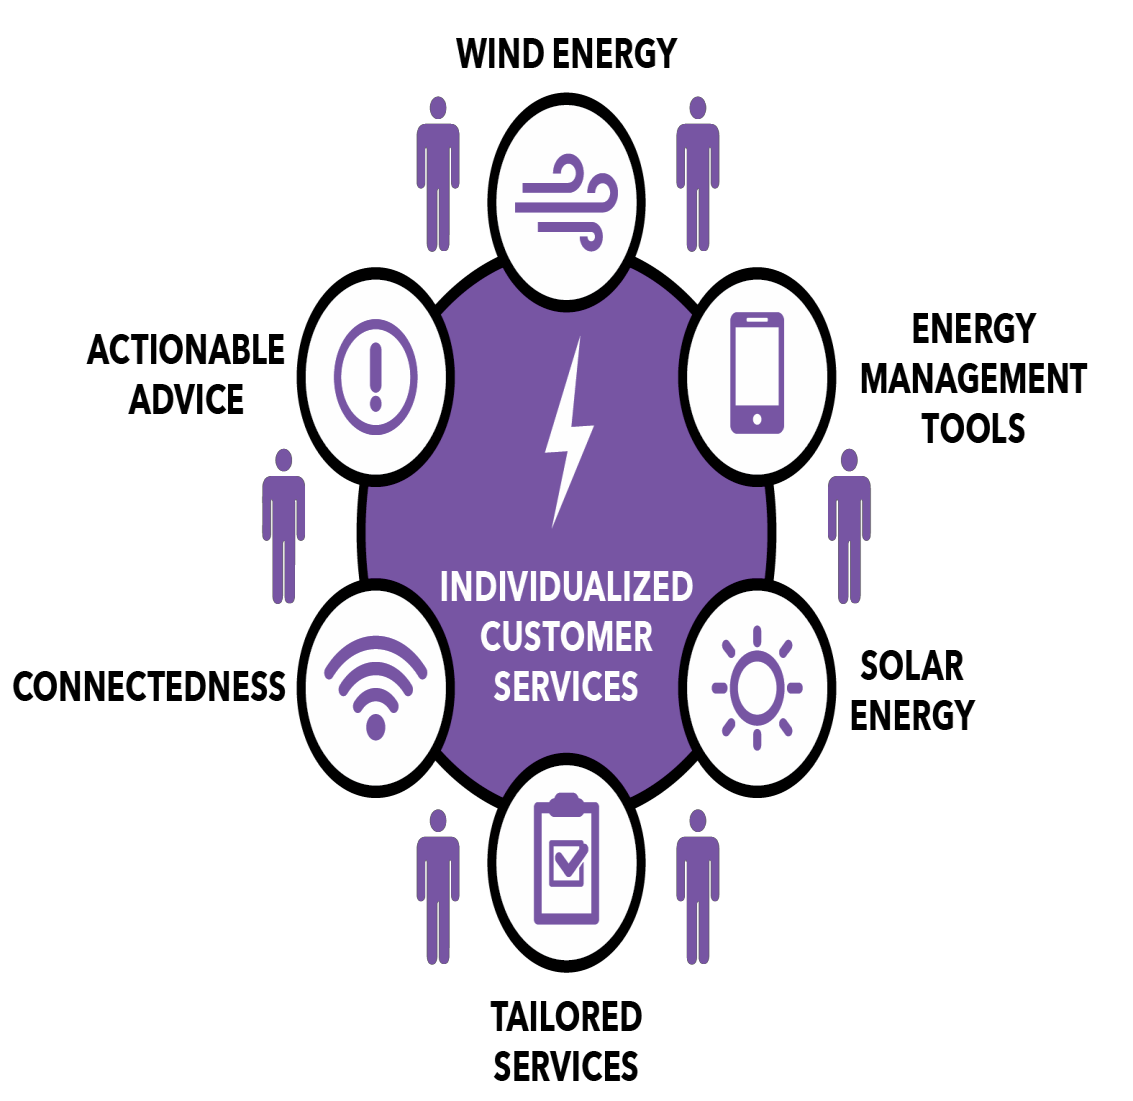 WIND ENERGY
ACTIONABLE
ADVICE
ENERGY
MANAGEMENT
TOOLS
INDIVIDUALIZED
CUSTOMER
SERVICES
CONNECTEDNESS
SOLAR
ENERGY
TAILORED
SERVICES